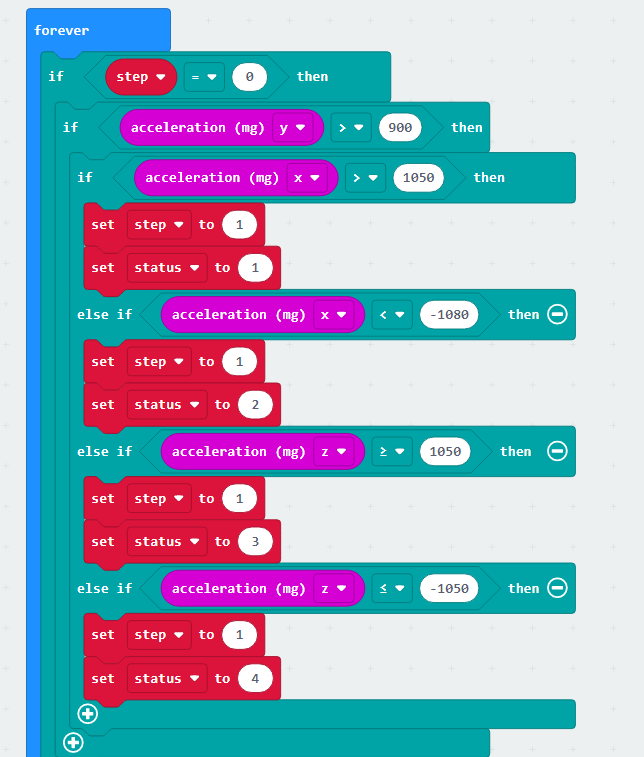 forever
if step = 0 then
if acceleration (mg) y > 900 then
if acceleration (mg) x > 1050 then
set step to 1
set status to 1
else if acceleration (mg) x < -1080 then
set step to 1
set status to 2
else if acceleration (mg) z ≥ 1050 then
set step to 1
set status to 3
else if acceleration (mg) z ≤ -1050 then
set step to 1
set status to 4